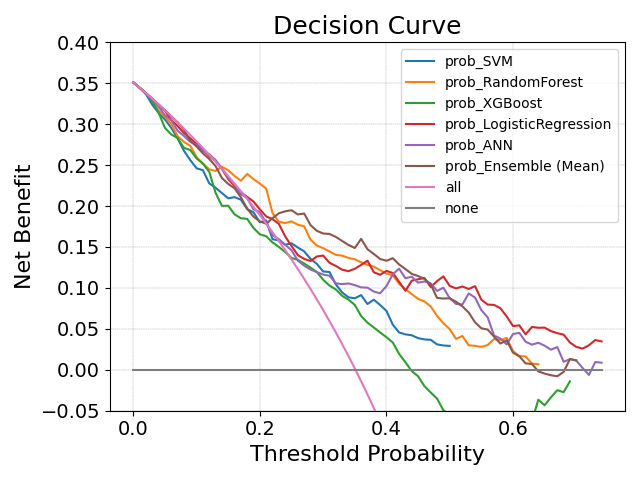 Decision Curve
0.40
0.35
0.30
0.25
0.20
0.15
0.10
0.05
0.00
−0.05
Net Benefit
prob_SVM
prob_RandomForest
prob_XGBoost
prob_LogisticRegression
prob_ANN
prob_Ensemble (Mean)
all
none
0.0 0.2 0.4 0.6
Threshold Probability